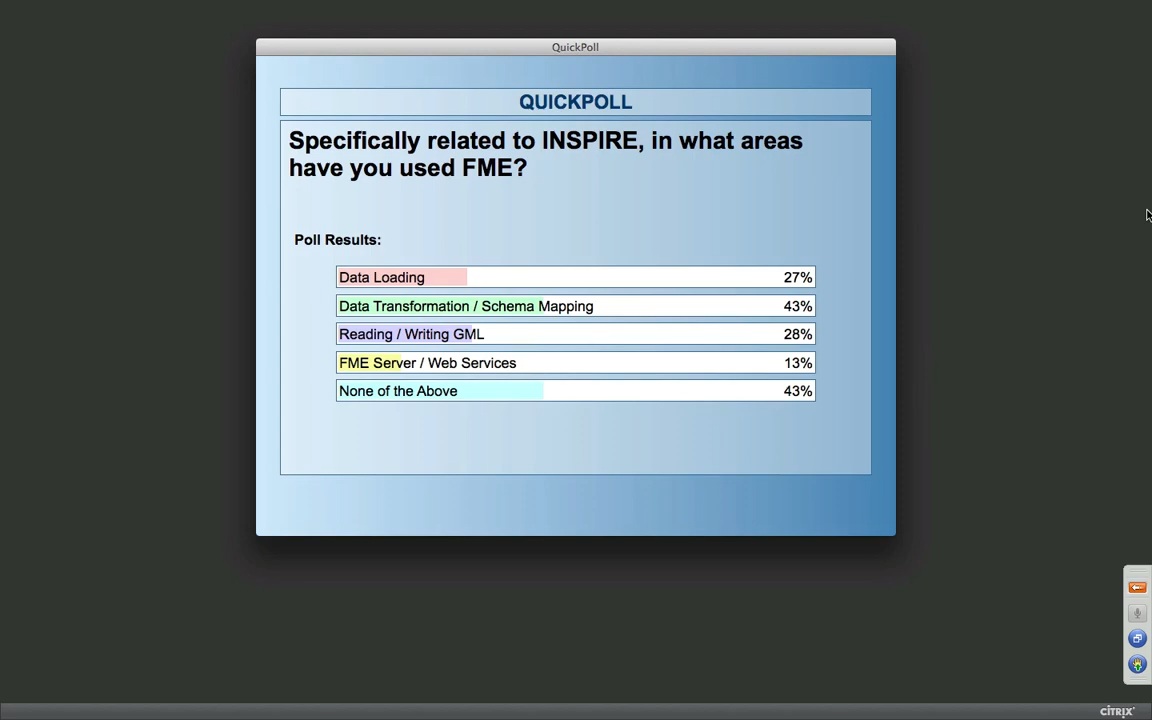 QuickPoll
QUICKPOLL
Specifically related to INSPIRE, in what areas
have you used FME?
Poll Results:
Data Loading 27%
Data Transformation / Schema Mapping 43%
Reading / Writing GML 28%
FME Server / Web Services 13%
None of the Above 43%
CITRIX